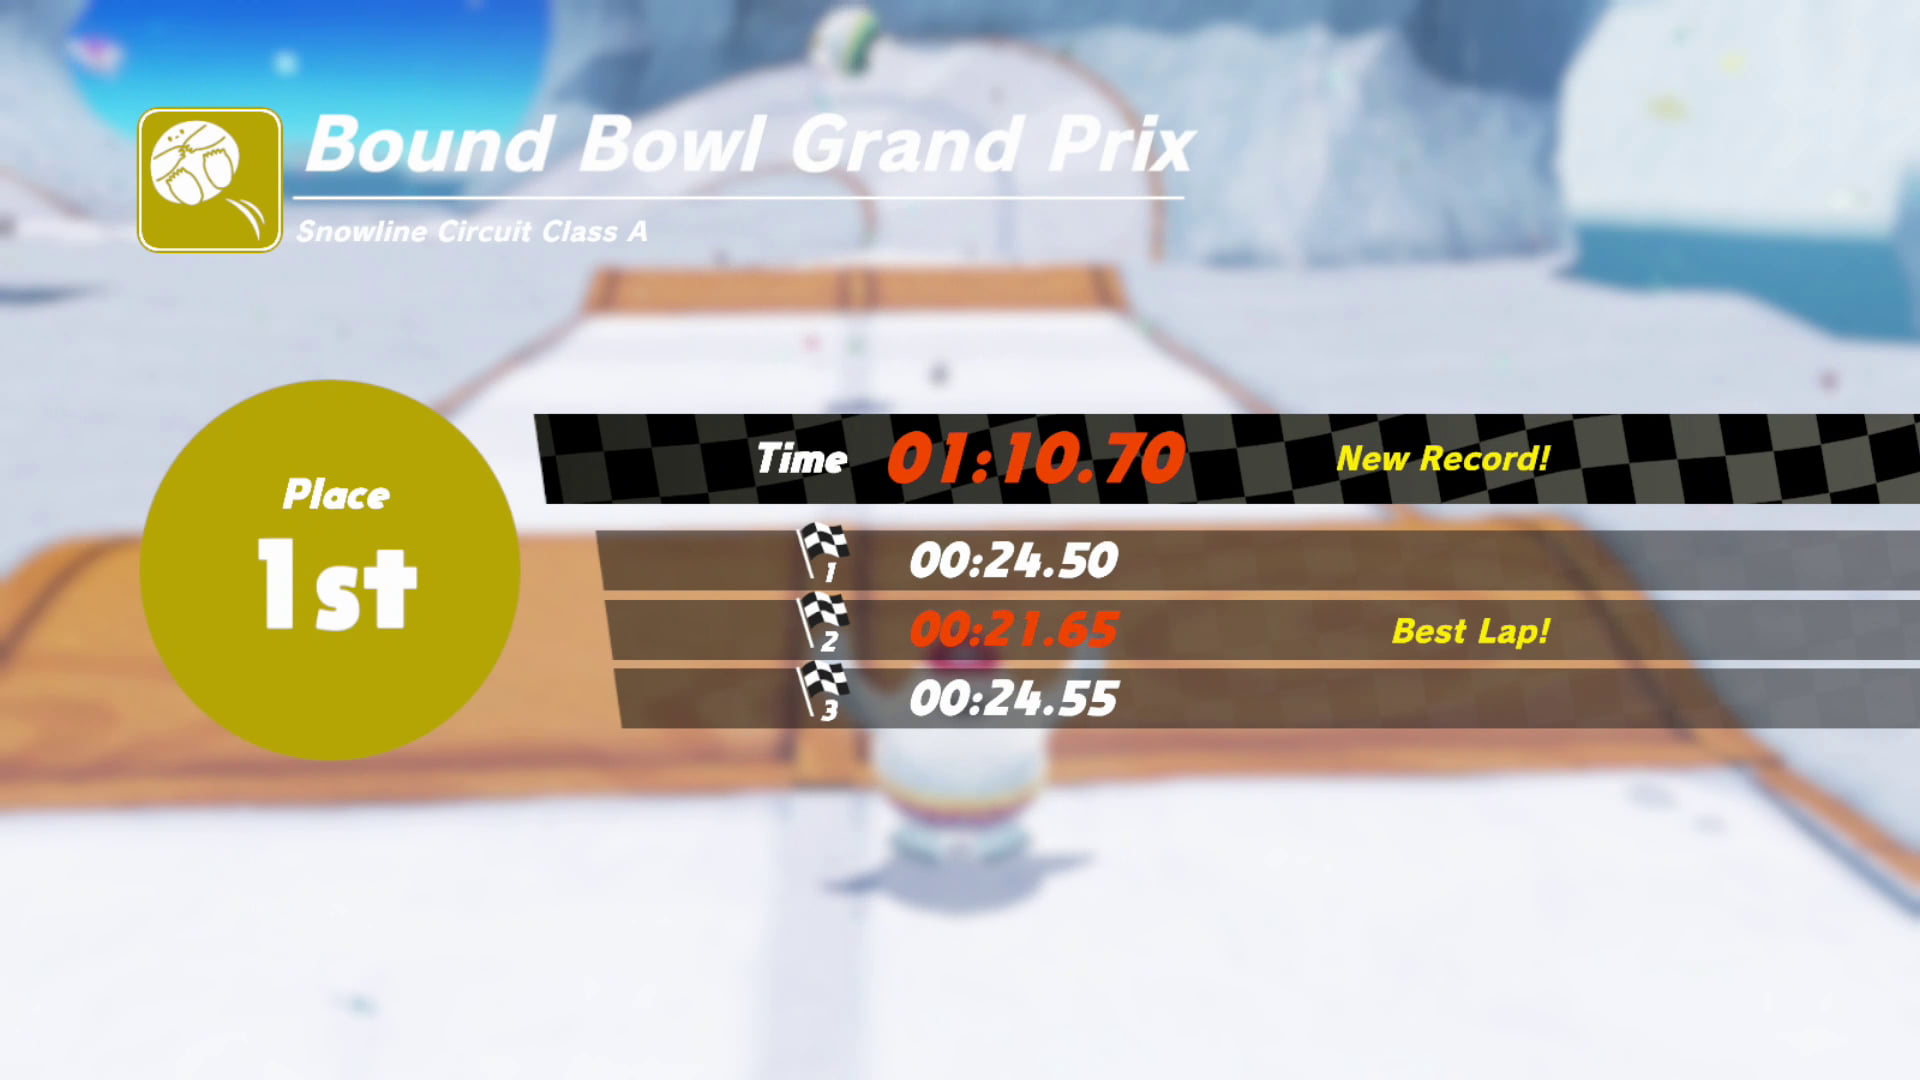 Bound Bowl Grand Prix
Snowline Circuit Class A
Place
1st
Time 01:10.70 New Record!
1 00:24.50
2 00:21.65 Best Lap!
3 00:24.55